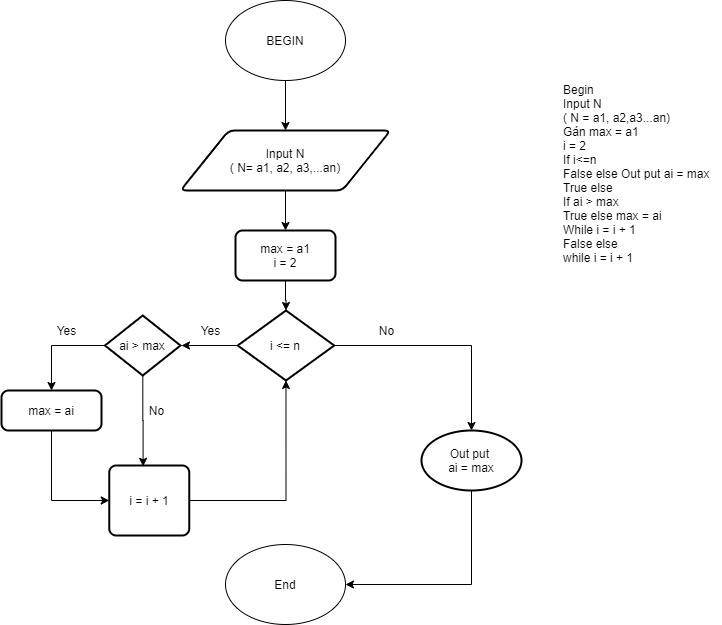 BEGIN
Input N
( N= a1, a2, a3,...an)
max = a1
i = 2
i <= n
Yes
No
ai > max
Yes
No
max = ai
i = i + 1
Out put
ai = max
End
Begin
Input N
( N = a1, a2,a3...an)
Gán max = a1
i = 2
If i<=n
False else Out put ai = max
True else
If ai > max
True else max = ai
While i = i + 1
False else
while i = i + 1